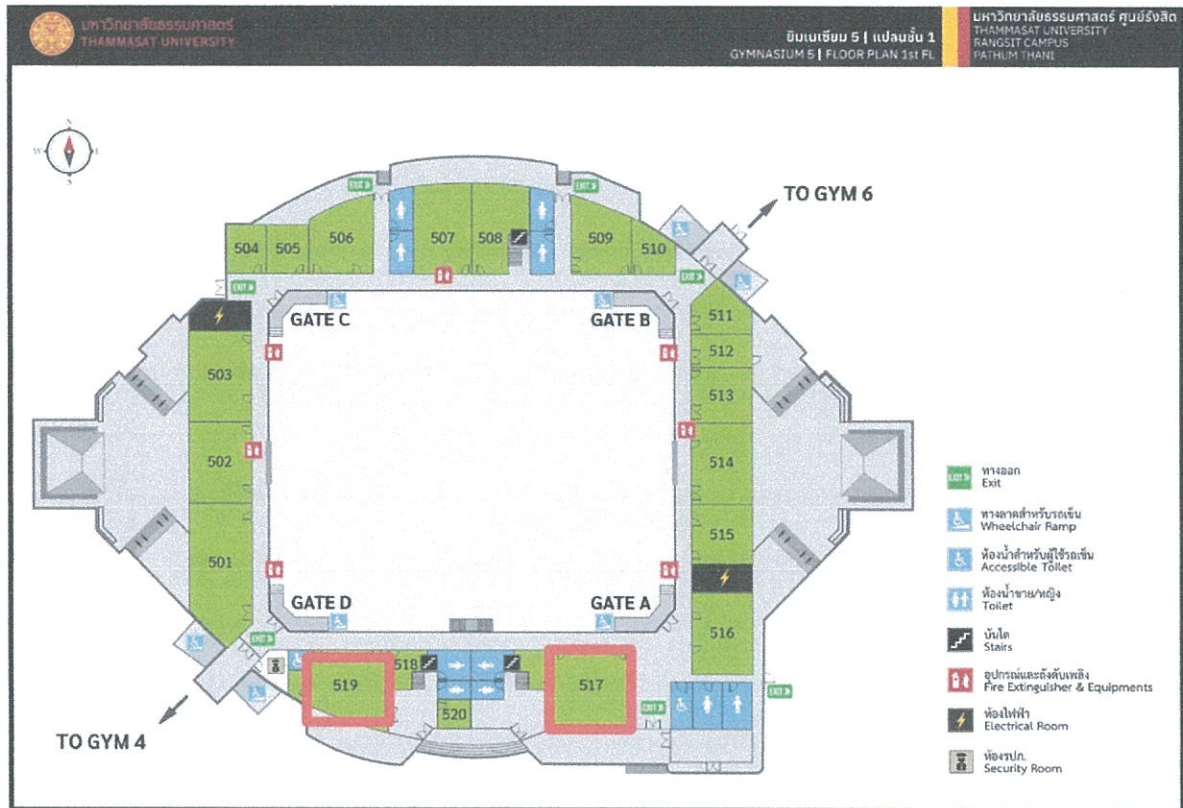 มหาวิทยาลัยธรรมศาสตร์
THAMMASAT UNIVERSITY
ยิมเนเซียม 5 | แปลนชั้น 1
GYMNASIUM 5 | FLOOR PLAN 1st FL
มหาวิทยาลัยธรรมศาสตร์ ศูนย์รังสิต
THAMMASAT UNIVERSITY
RANGSIT CAMPUS
PATHUM THANI
N
W E
S
TO GYM 6
EXIT
EXIT
504 505 506 507 508 509 510
EXIT
EXIT
GATE C GATE B
511
512
503
513
502 514
501 515
GATE D GATE A
516
EXIT
519 518 517
520
EXIT
EXIT
TO GYM 4
EXIT
ทางออก
Exit
ทางลาดสำหรับรถเข็น
Wheelchair Ramp
ห้องน้ำสำหรับผู้ใช้รถเข็น
Accessible Toilet
ห้องน้ำชาย/หญิง
Toilet
บันได
Stairs
อุปกรณ์และถังดับเพลิง
Fire Extinguisher & Equipments
ห้องไฟฟ้า
Electrical Room
ห้องรปภ.
Security Room